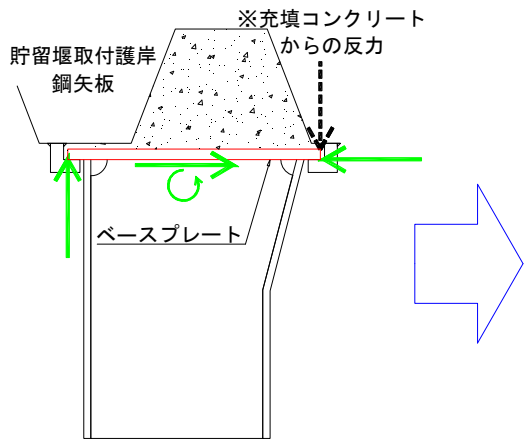 ※充填コンクリート
からの反力
貯留堰取付護岸
鋼矢板
ベースプレート